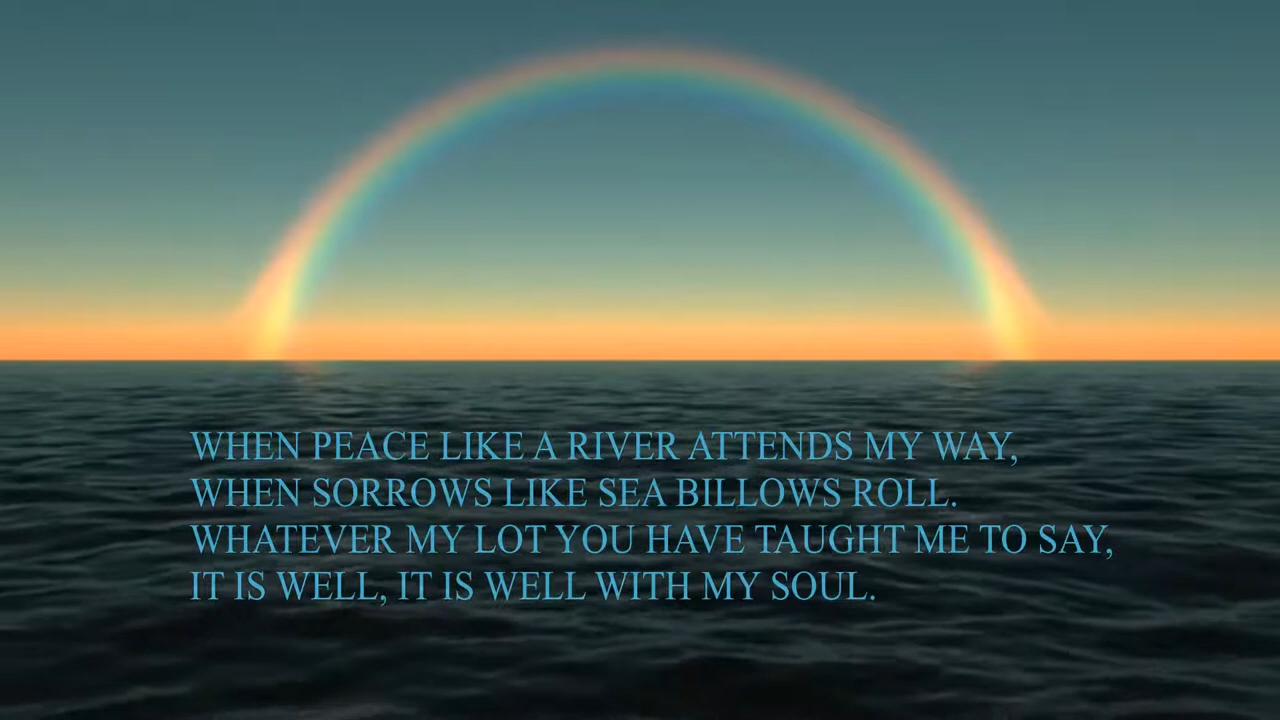 WHEN PEACE LIKE A RIVER ATTENDS MY WAY,
WHEN SORROWS LIKE SEA BILLOWS ROLL.
WHATEVER MY LOT YOU HAVE TAUGHT ME TO SAY,
IT IS WELL, IT IS WELL WITH MY SOUL.